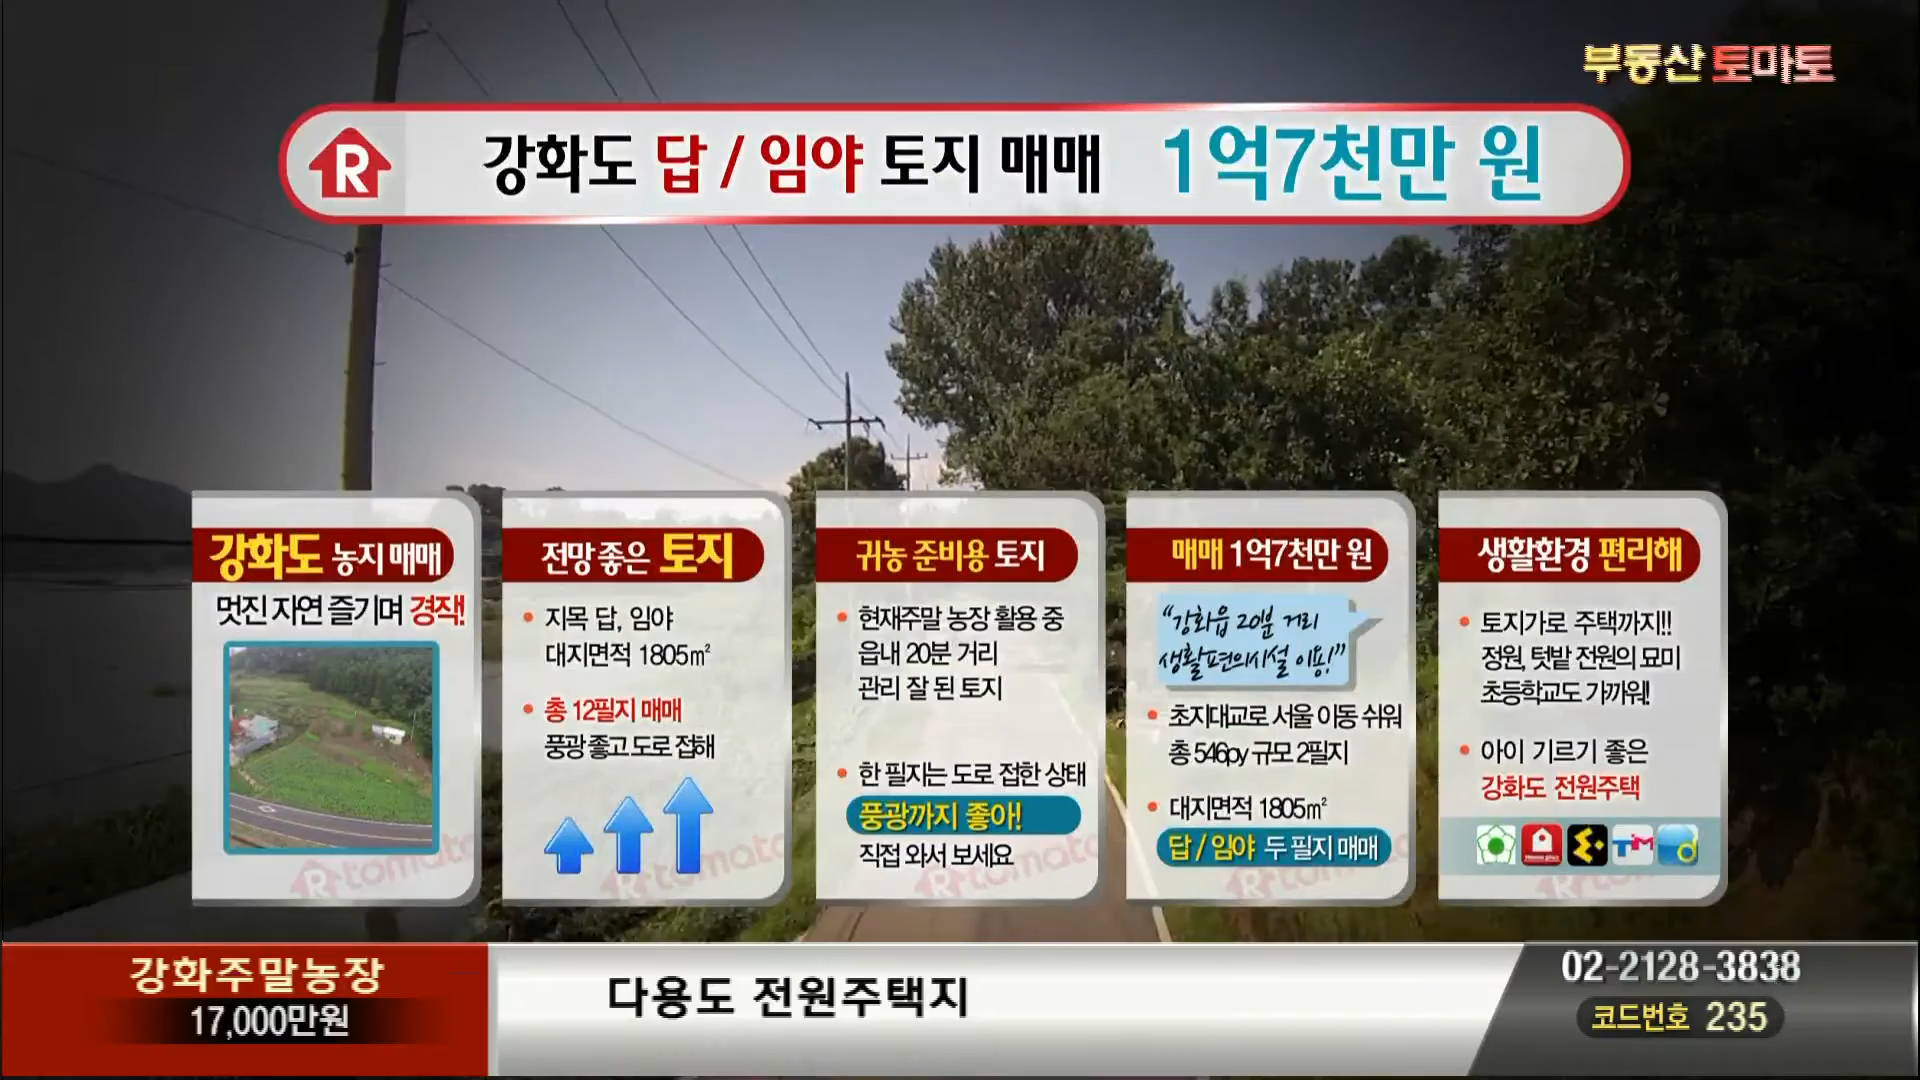 부동산 토마토
R 강화도 답 / 임야 토지 매매 1억7천만 원
강화도 농지 매매
멋진 자연 즐기며 경작!
tomato
전망 좋은 토지
지목 답, 임야
대지면적 1805㎡
총 12필지 매매
풍광 좋고 도로 접해
tomato
귀농 준비용 토지
현재주말 농장 활용 중
읍내 20분 거리
관리 잘 된 토지
한 필지는 도로 접한 상태
풍광까지 좋아!
직접 와서 보세요
tomato
매매 1억7천만 원
“강화읍 20분 거리
생활편의시설 이용!”
초지대교로 서울 이동 쉬워
총 546py 규모 2필지
대지면적 1805㎡
답 / 임야 두 필지 매매
생활환경 편리해
토지가로 주택까지!!
정원, 텃밭 전원의 묘미
초등학교도 가까워!
아이 기르기 좋은
강화도 전원주택
강화주말농장
17,000만원
다용도 전원주택지
02-2128-3838
코드번호 235